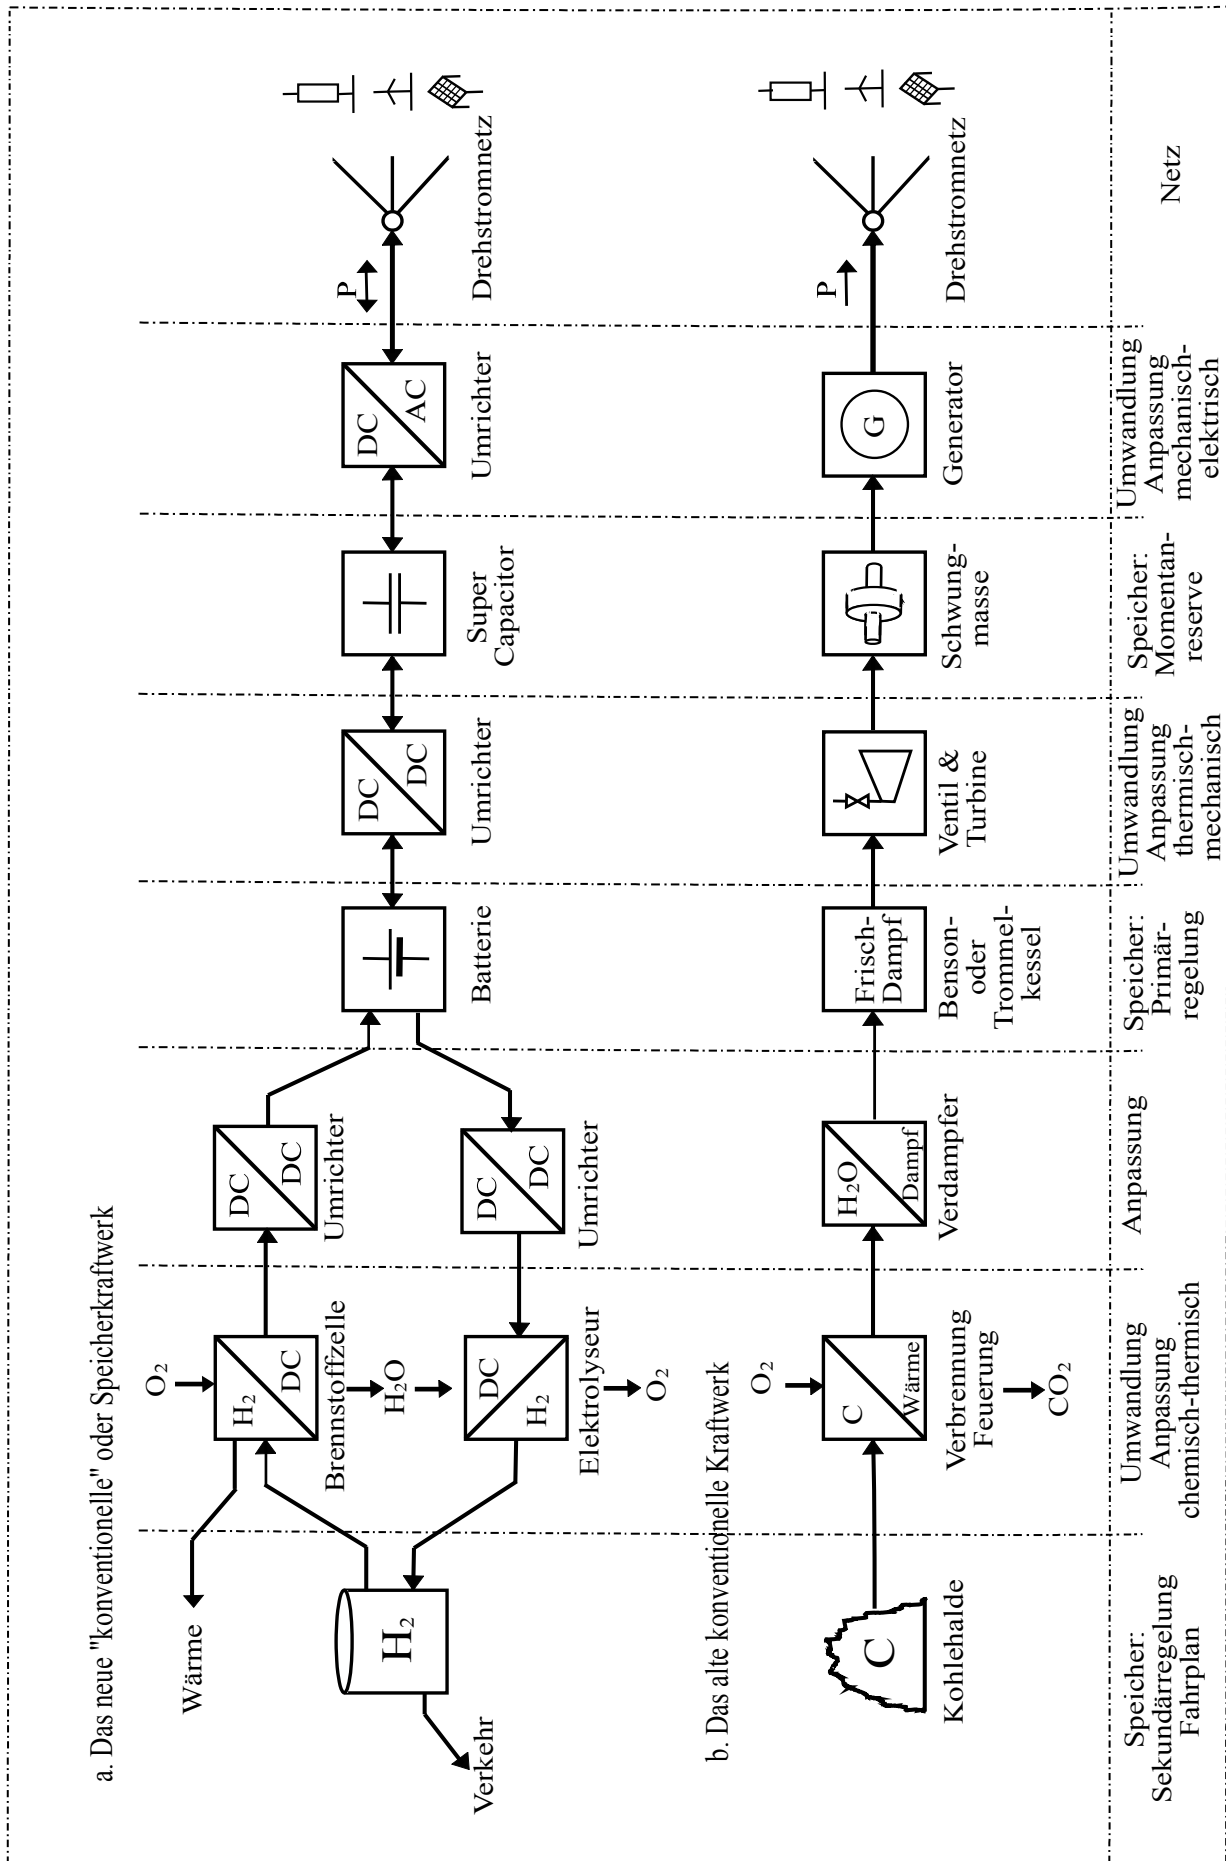 a. Das neue "konventionelle" oder Speicherkraftwerk
Wärme
O₂
H₂
DC
Brennstoffzelle
DC
DC
Umrichter
H₂
Verkehr
H₂O
DC
H₂
Elektrolyseur
O₂
DC
DC
Umrichter
Batterie
DC
DC
Umrichter
Super
Capacitor
DC
AC
Umrichter
P
Drehstromnetz
b. Das alte konventionelle Kraftwerk
C
Kohlehalde
O₂
C
Wärme
Verbrennung
Feuerung
CO₂
H₂O
Dampf
Verdampfer
Frisch-
Dampf
Benson-
oder
Trommel-
kessel
Ventil &
Turbine
Schwung-
masse
G
Generator
P
Drehstromnetz
Speicher:
Sekundärregelung
Fahrplan
Umwandlung
Anpassung
chemisch-thermisch
Anpassung
Speicher:
Primär-
regelung
Umwandlung
Anpassung
thermisch-
mechanisch
Speicher:
Momentan-
reserve
Umwandlung
Anpassung
mechanisch-
elektrisch
Netz